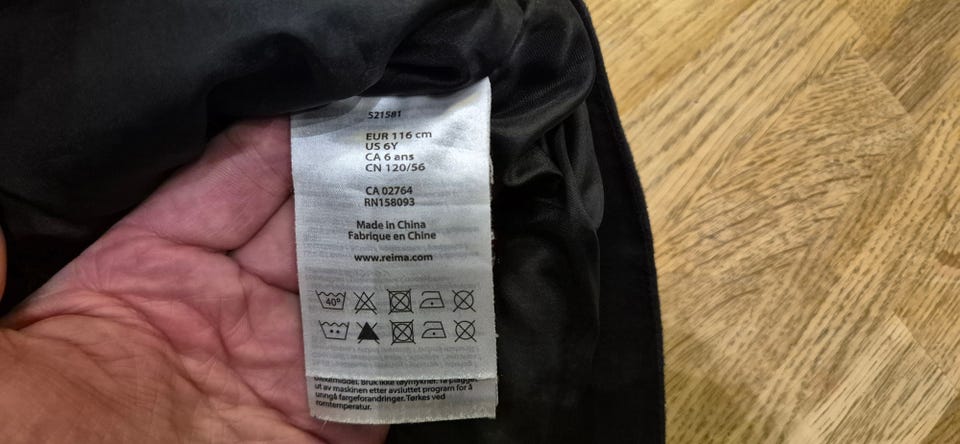 521581
EUR 116 cm
US 6Y
CA 6 ans
CN 120/56
CA 02764
RN158093
Made in China
Fabrique en Chine
www.reima.com
40°
blekemiddel. Bruk ikke tøymykner. Ta plagget
ut av maskinen etter avsluttet program for å
unngå fargeforandringer. Tørkes ved
romtemperatur.